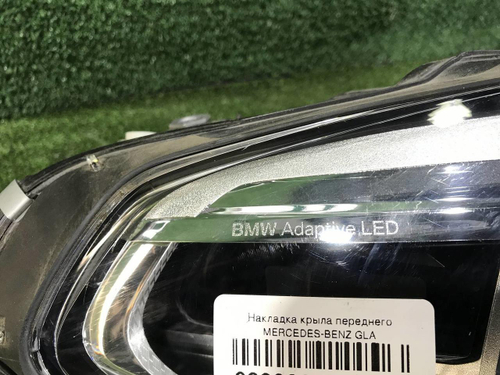 BMW Adaptive LED
Накладка крыла переднего
MERCEDES-BENZ GLA